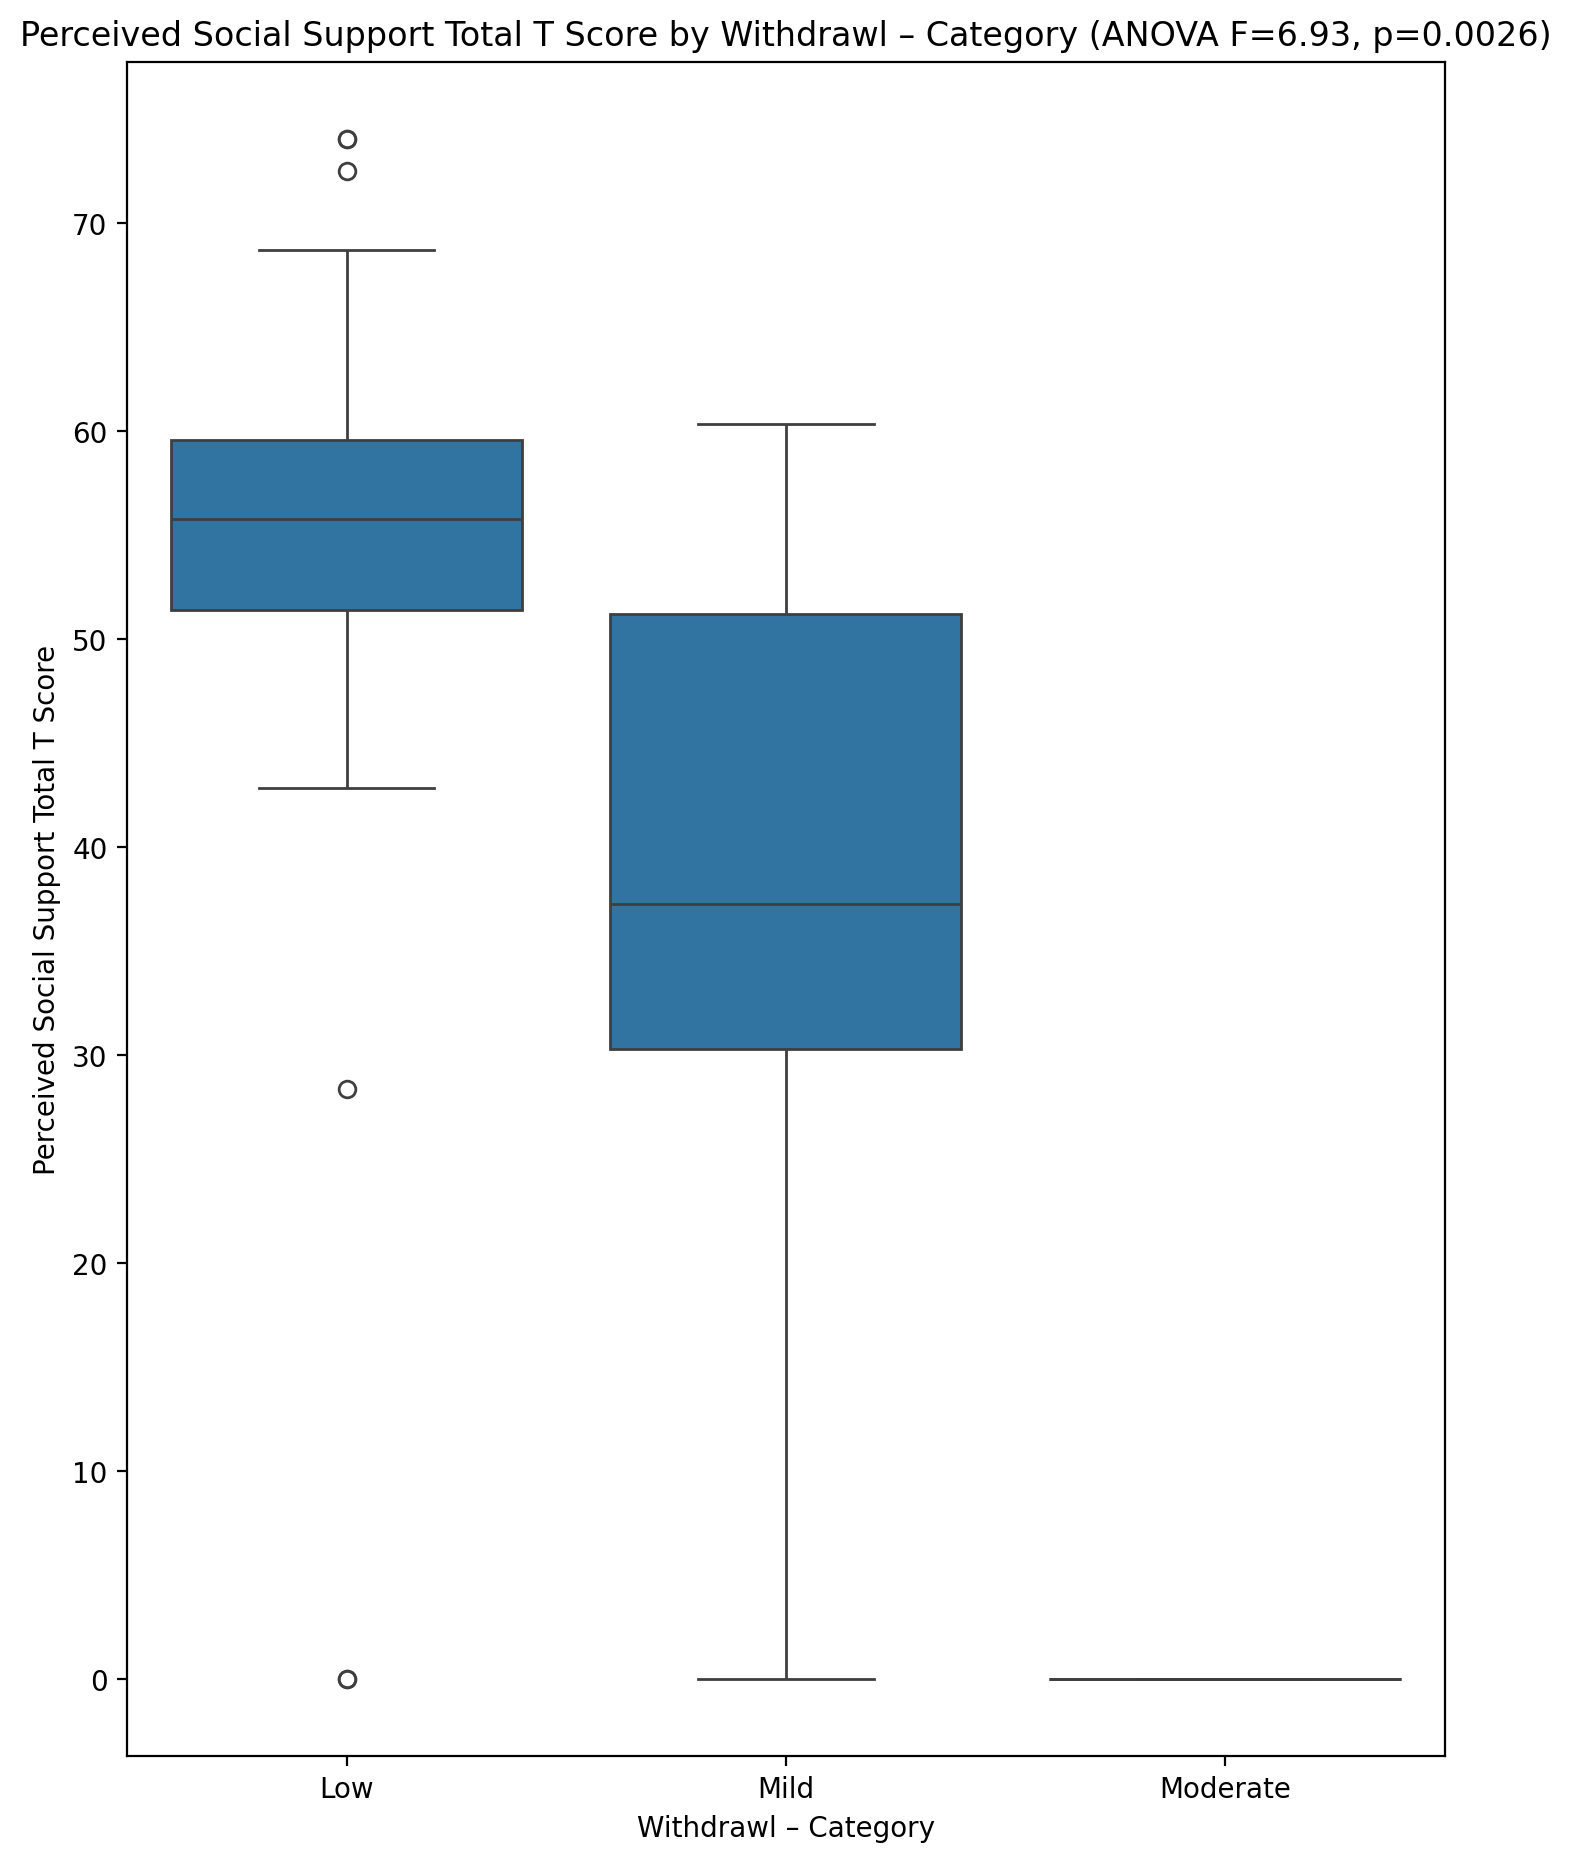 Perceived Social Support Total T Score by Withdrawl – Category (ANOVA F=6.93, p=0.0026)
Perceived Social Support Total T Score
70
60
50
40
30
20
10
0
Low
Mild
Moderate
Withdrawl – Category